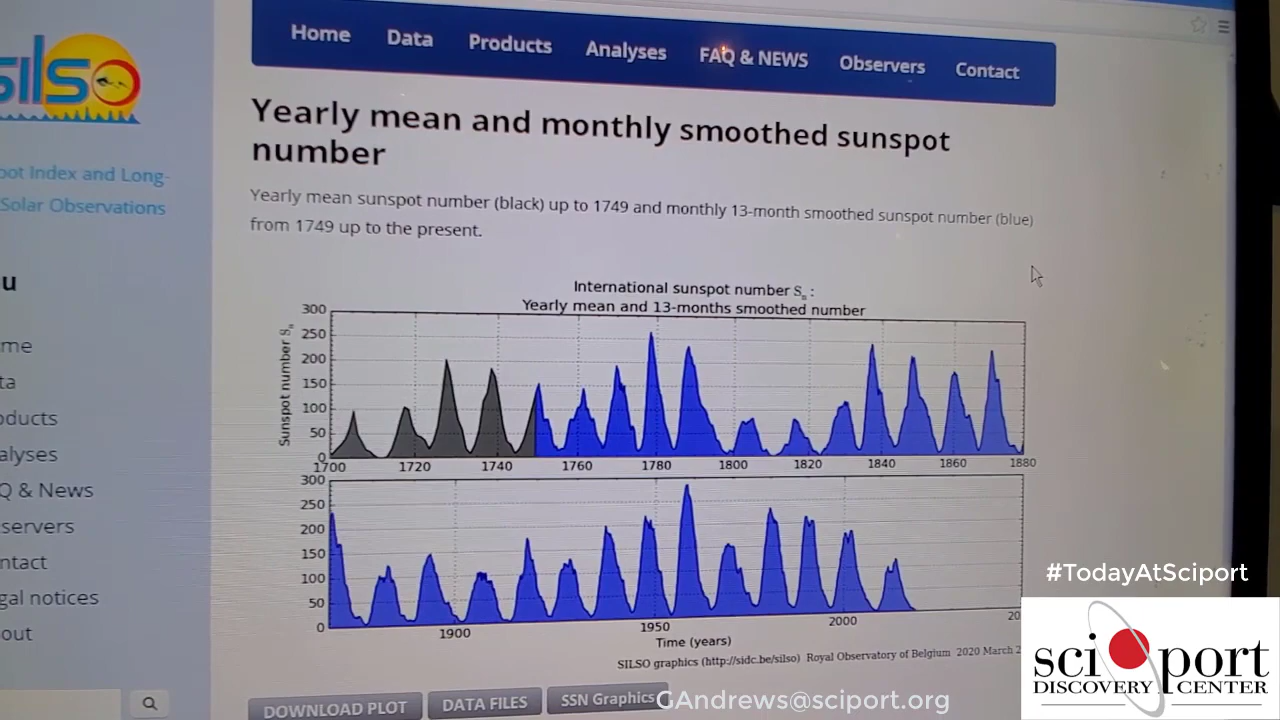 Home Data Products Analyses FAQ & NEWS Observers Contact
silso
Yearly mean and monthly smoothed sunspot
number
pot Index and Long-
Solar Observations
Yearly mean sunspot number (black) up to 1749 and monthly 13-month smoothed sunspot number (blue)
from 1749 up to the present.
u
me
ta
oducts
alyses
Q & News
servers
ntact
gal notices
out
International sunspot number Sn :
Yearly mean and 13-months smoothed number
Sunspot number Sn
300
250
200
150
100
50
0
1700 1720 1740 1760 1780 1800 1820 1840 1860 1880
300
250
200
150
100
50
0
1900 1950 2000 20
Time (years)
SILSO graphics (http://sidc.be/silso) Royal Observatory of Belgium 2020 March 2
DOWNLOAD PLOT DATA FILES SSN Graphics
GAndrews@sciport.org
#TodayAtSciport
sci port
DISCOVERY CENTER